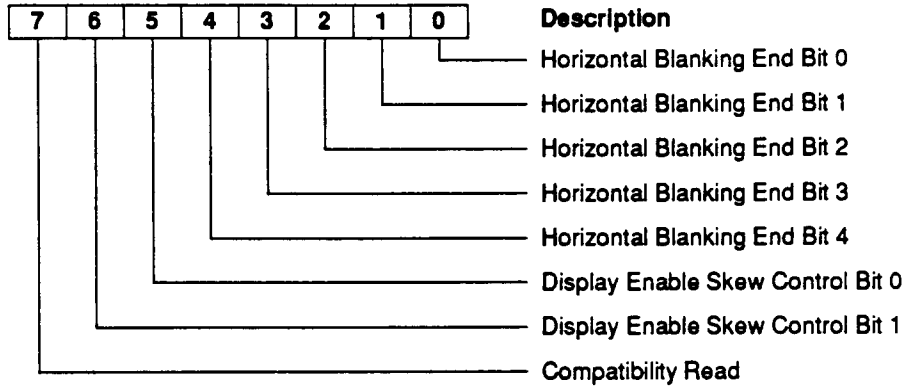 7 6 5 4 3 2 1 0 Description
Horizontal Blanking End Bit 0
Horizontal Blanking End Bit 1
Horizontal Blanking End Bit 2
Horizontal Blanking End Bit 3
Horizontal Blanking End Bit 4
Display Enable Skew Control Bit 0
Display Enable Skew Control Bit 1
Compatibility Read